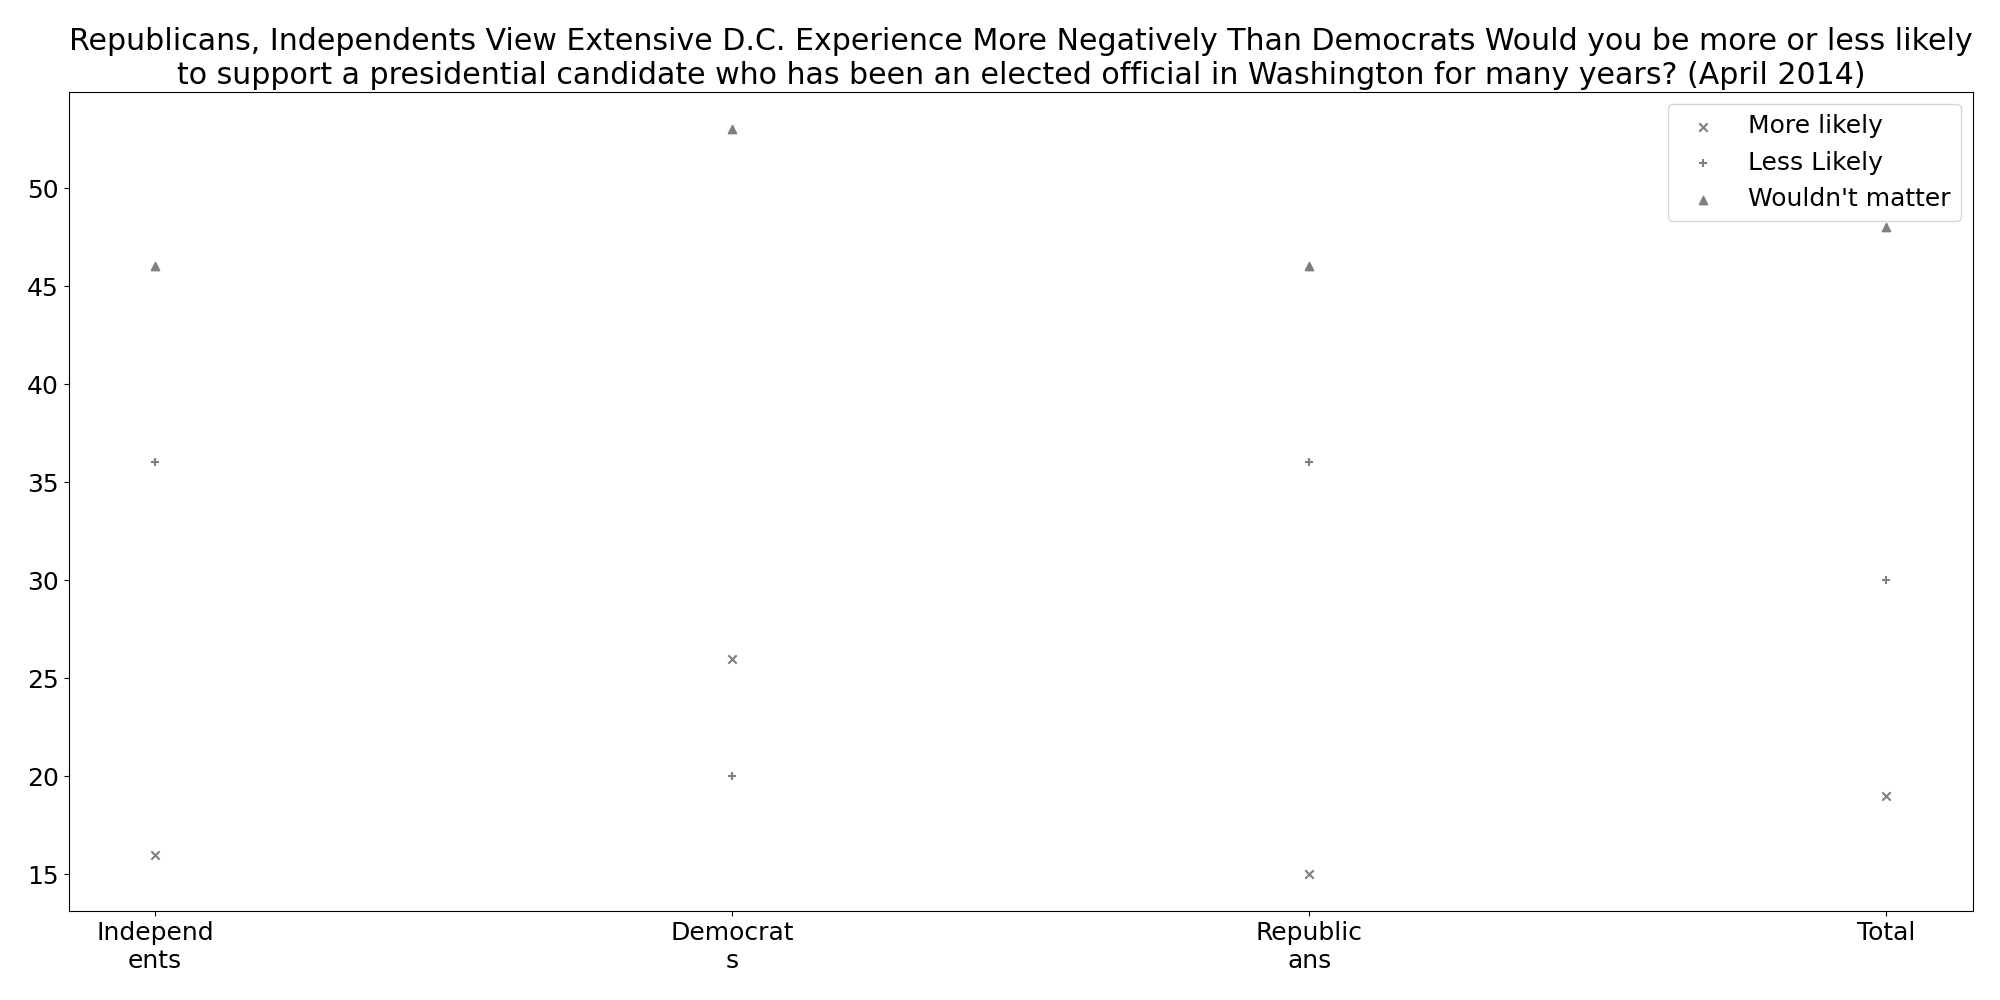 Republicans, Independents View Extensive D.C. Experience More Negatively Than Democrats Would you be more or less likely
to support a presidential candidate who has been an elected official in Washington for many years? (April 2014)
More likely
Less Likely
Wouldn't matter
50
45
40
35
30
25
20
15
Independ
ents
Democrat
s
Republic
ans
Total